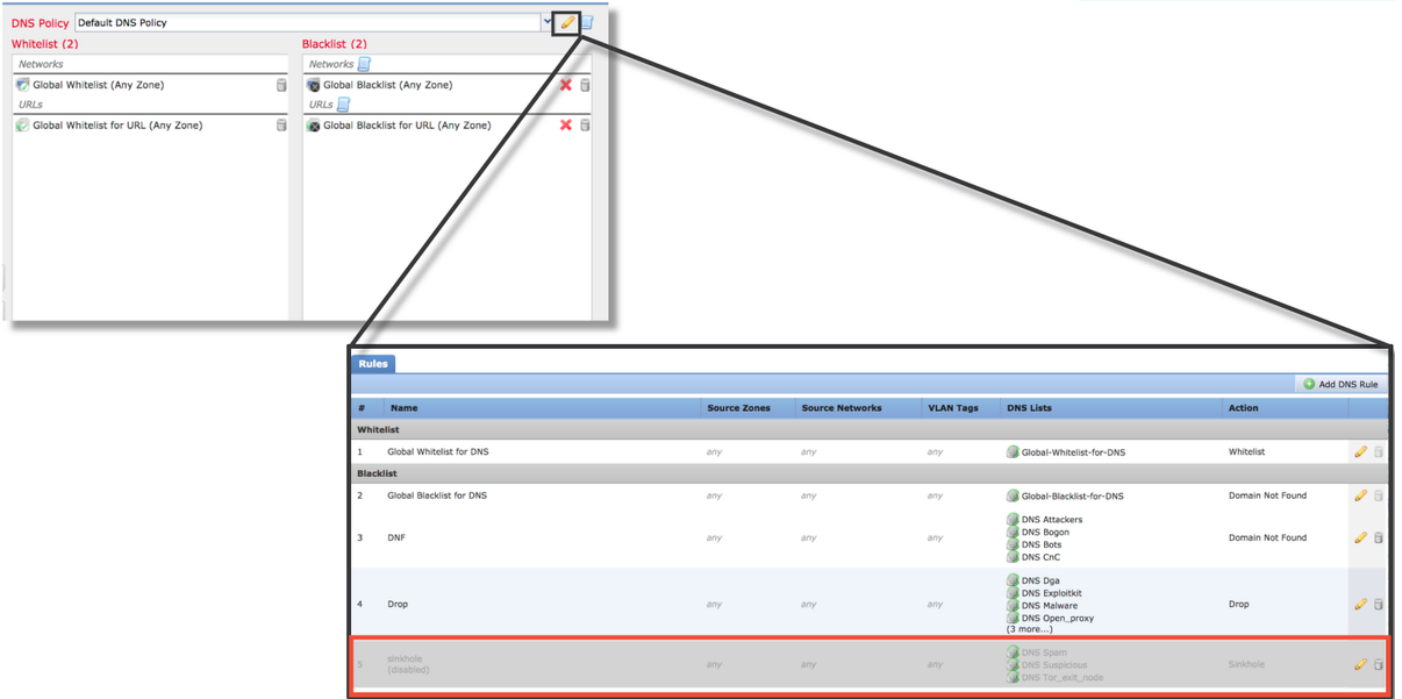 DNS Policy Default DNS Policy
Whitelist (2) Blacklist (2)
Networks Networks
Global Whitelist (Any Zone) Global Blacklist (Any Zone)
URLs URLs
Global Whitelist for URL (Any Zone) Global Blacklist for URL (Any Zone)
Rules
Add DNS Rule
# Name Source Zones Source Networks VLAN Tags DNS Lists Action
Whitelist
1 Global Whitelist for DNS any any any Global-Whitelist-for-DNS Whitelist
Blacklist
2 Global Blacklist for DNS any any any Global-Blacklist-for-DNS Domain Not Found
DNS Attackers
DNS Bogon
3 DNF any any any Domain Not Found
DNS Bots
DNS CnC
DNS Dga
DNS Exploitkit
4 Drop any any any DNS Malware Drop
DNS Open_proxy
(3 more...)
DNS Spam
5 sinkhole any any any DNS Suspicious Sinkhole
(disabled)
DNS Tor_exit_node